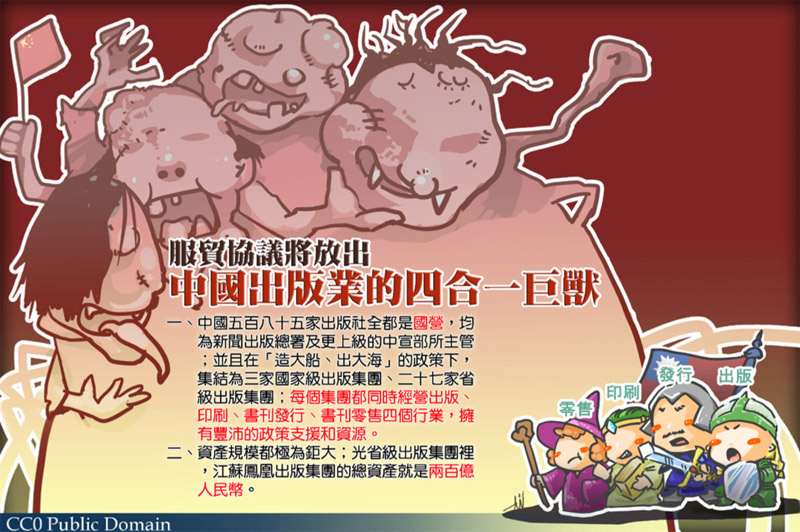 服貿協議將放出
中國出版業的四合一巨獸
一、中國五百八十五家出版社全都是國營，均
為新聞出版總署及更上級的中宣部所主管
；並且在「造大船、出大海」的政策下，
集結為三家國家級出版集團、二十七家省
級出版集團；每個集團都同時經營出版、
印刷、書刊發行、書刊零售四個行業，擁
有豐沛的政策支援和資源。
二、資產規模都極為鉅大；光省級出版集團裡
，江蘇鳳凰出版集團的總資產就是兩百億
人民幣。
零售 印刷 發行 出版
CC0 Public Domain